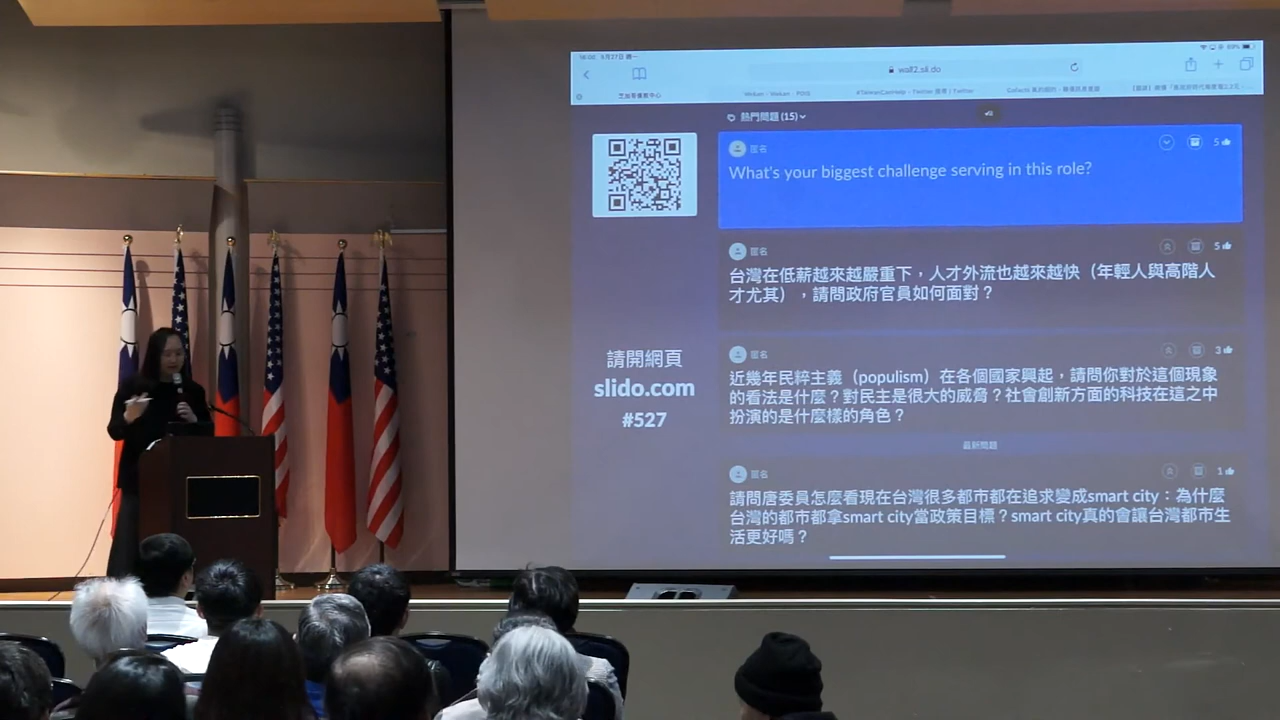 wall2.sli.do
69%
芝加哥僑教中心
熱門問題 (15)
匿名
5
What's your biggest challenge serving in this role?
匿名
5
台灣在低薪越來越嚴重下，人才外流也越來越快（年輕人與高階人
才尤其），請問政府官員如何面對？
請開網頁
slido.com
#527
匿名
3
近幾年民粹主義（populism）在各個國家興起，請問你對於這個現象
的看法是什麼？對民主是很大的威脅？社會創新方面的科技在這之中
扮演的是什麼樣的角色？
最新問題
匿名
1
請問唐委員怎麼看現在台灣很多都市都在追求變成smart city：為什麼
台灣的都市都拿smart city當政策目標？smart city真的會讓台灣都市生
活更好嗎？